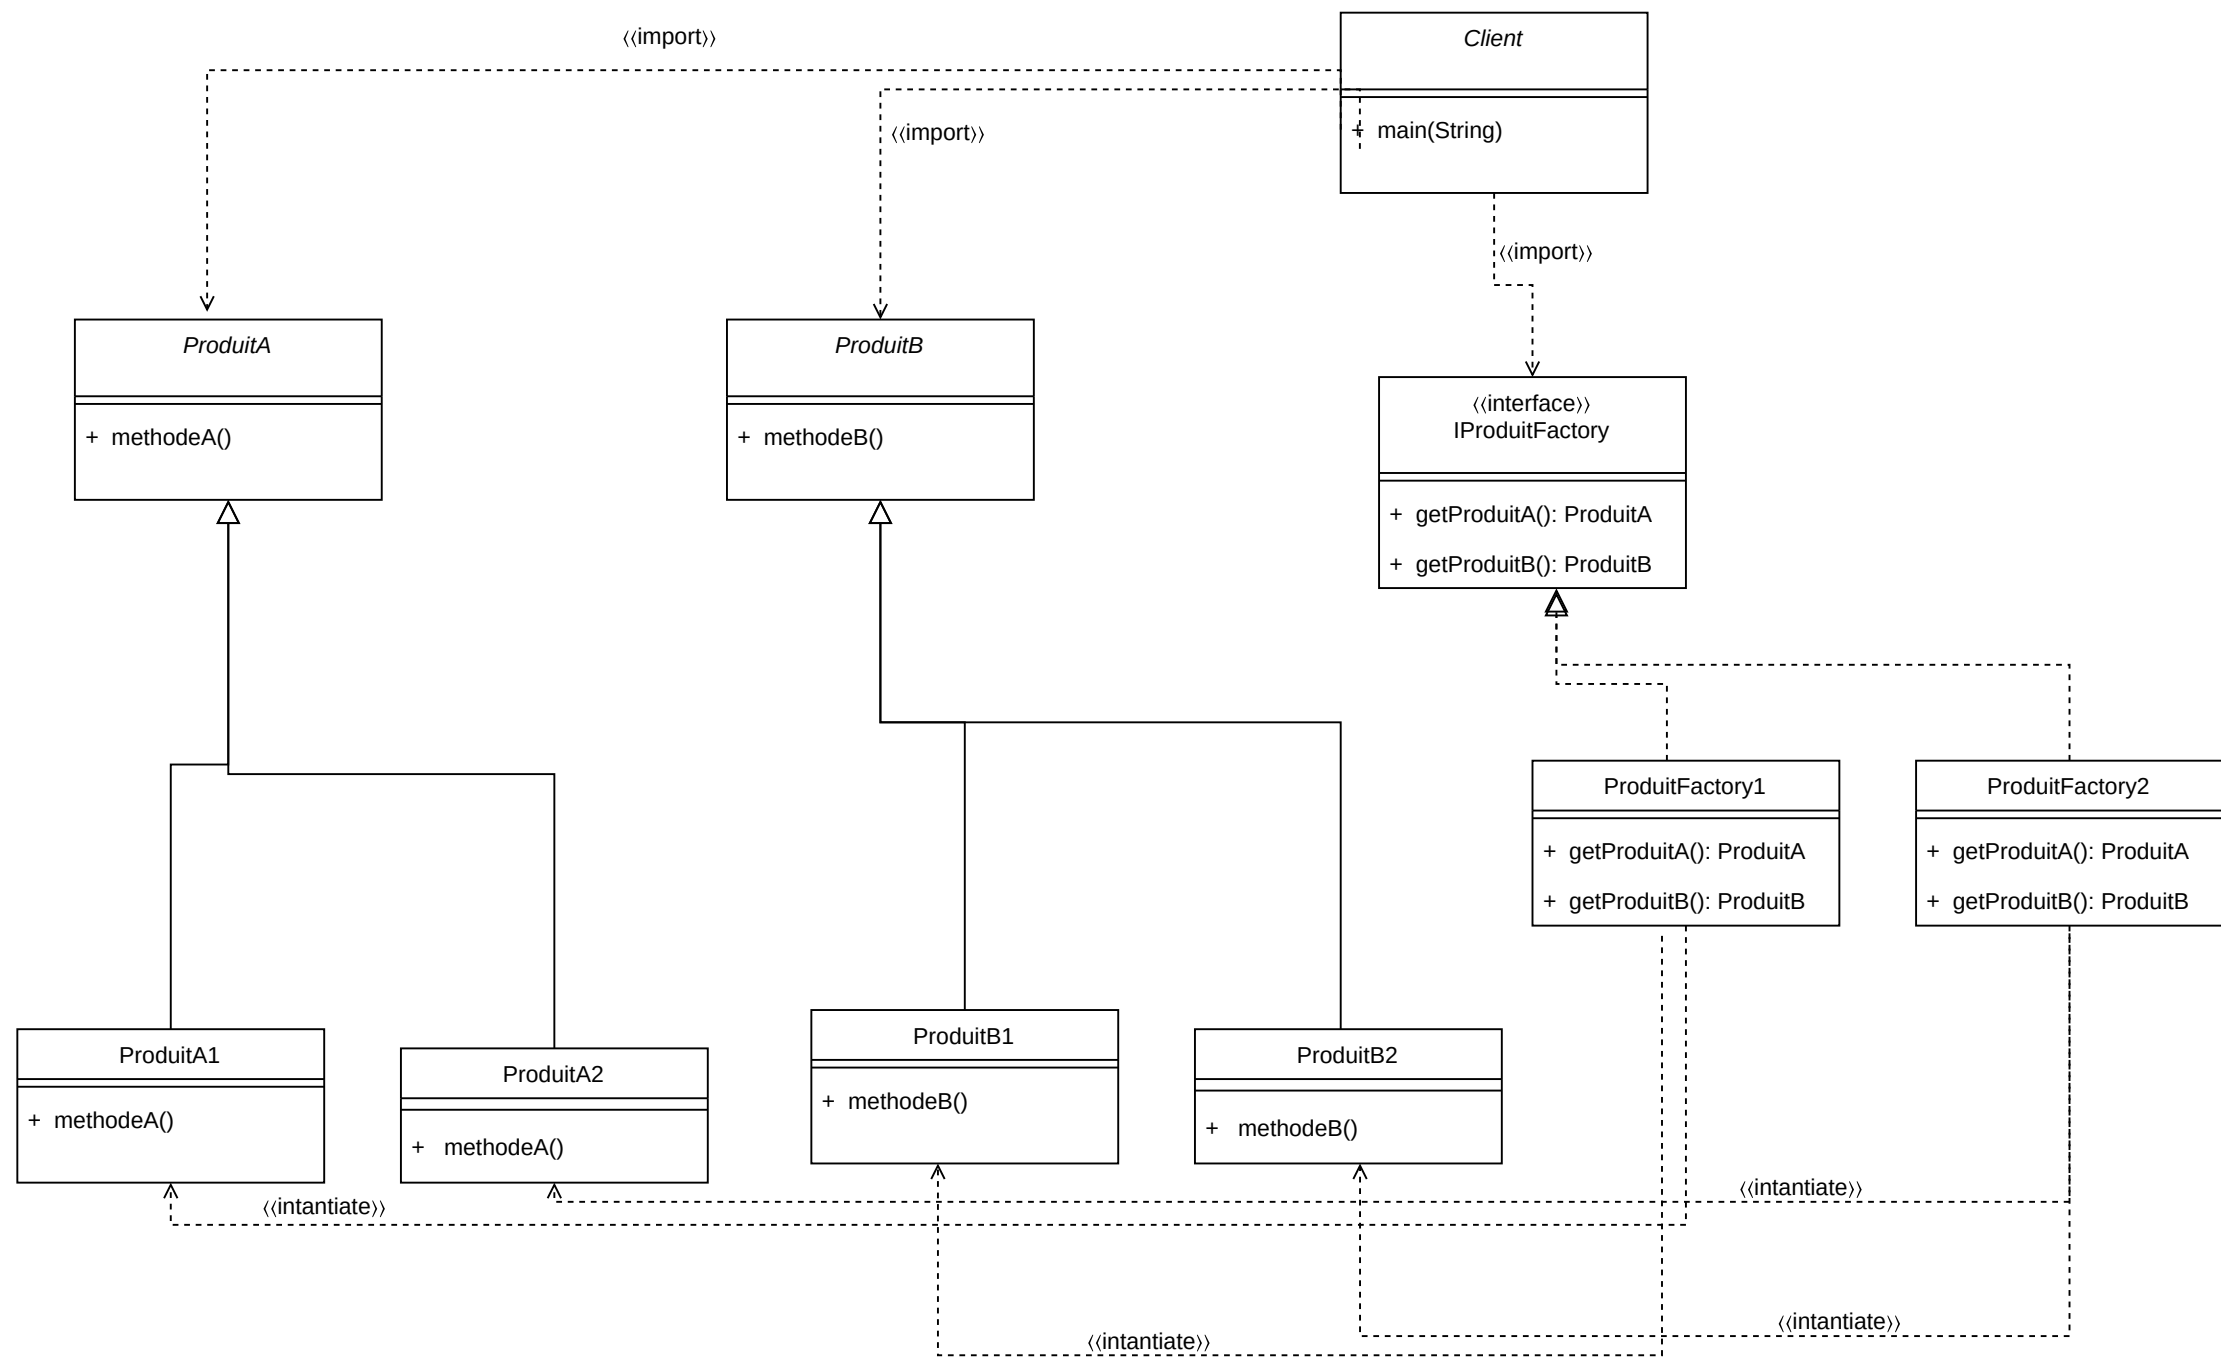 ⟨⟨import⟩⟩
Client
⟨⟨import⟩⟩
+ main(String)
⟨⟨import⟩⟩
ProduitA
+ methodeA()
ProduitB
+ methodeB()
⟨⟨interface⟩⟩
IProduitFactory
+ getProduitA(): ProduitA
+ getProduitB(): ProduitB
ProduitFactory1
+ getProduitA(): ProduitA
+ getProduitB(): ProduitB
ProduitFactory2
+ getProduitA(): ProduitA
+ getProduitB(): ProduitB
ProduitA1
+ methodeA()
ProduitA2
+ methodeA()
ProduitB1
+ methodeB()
ProduitB2
+ methodeB()
⟨⟨intantiate⟩⟩
⟨⟨intantiate⟩⟩
⟨⟨intantiate⟩⟩
⟨⟨intantiate⟩⟩